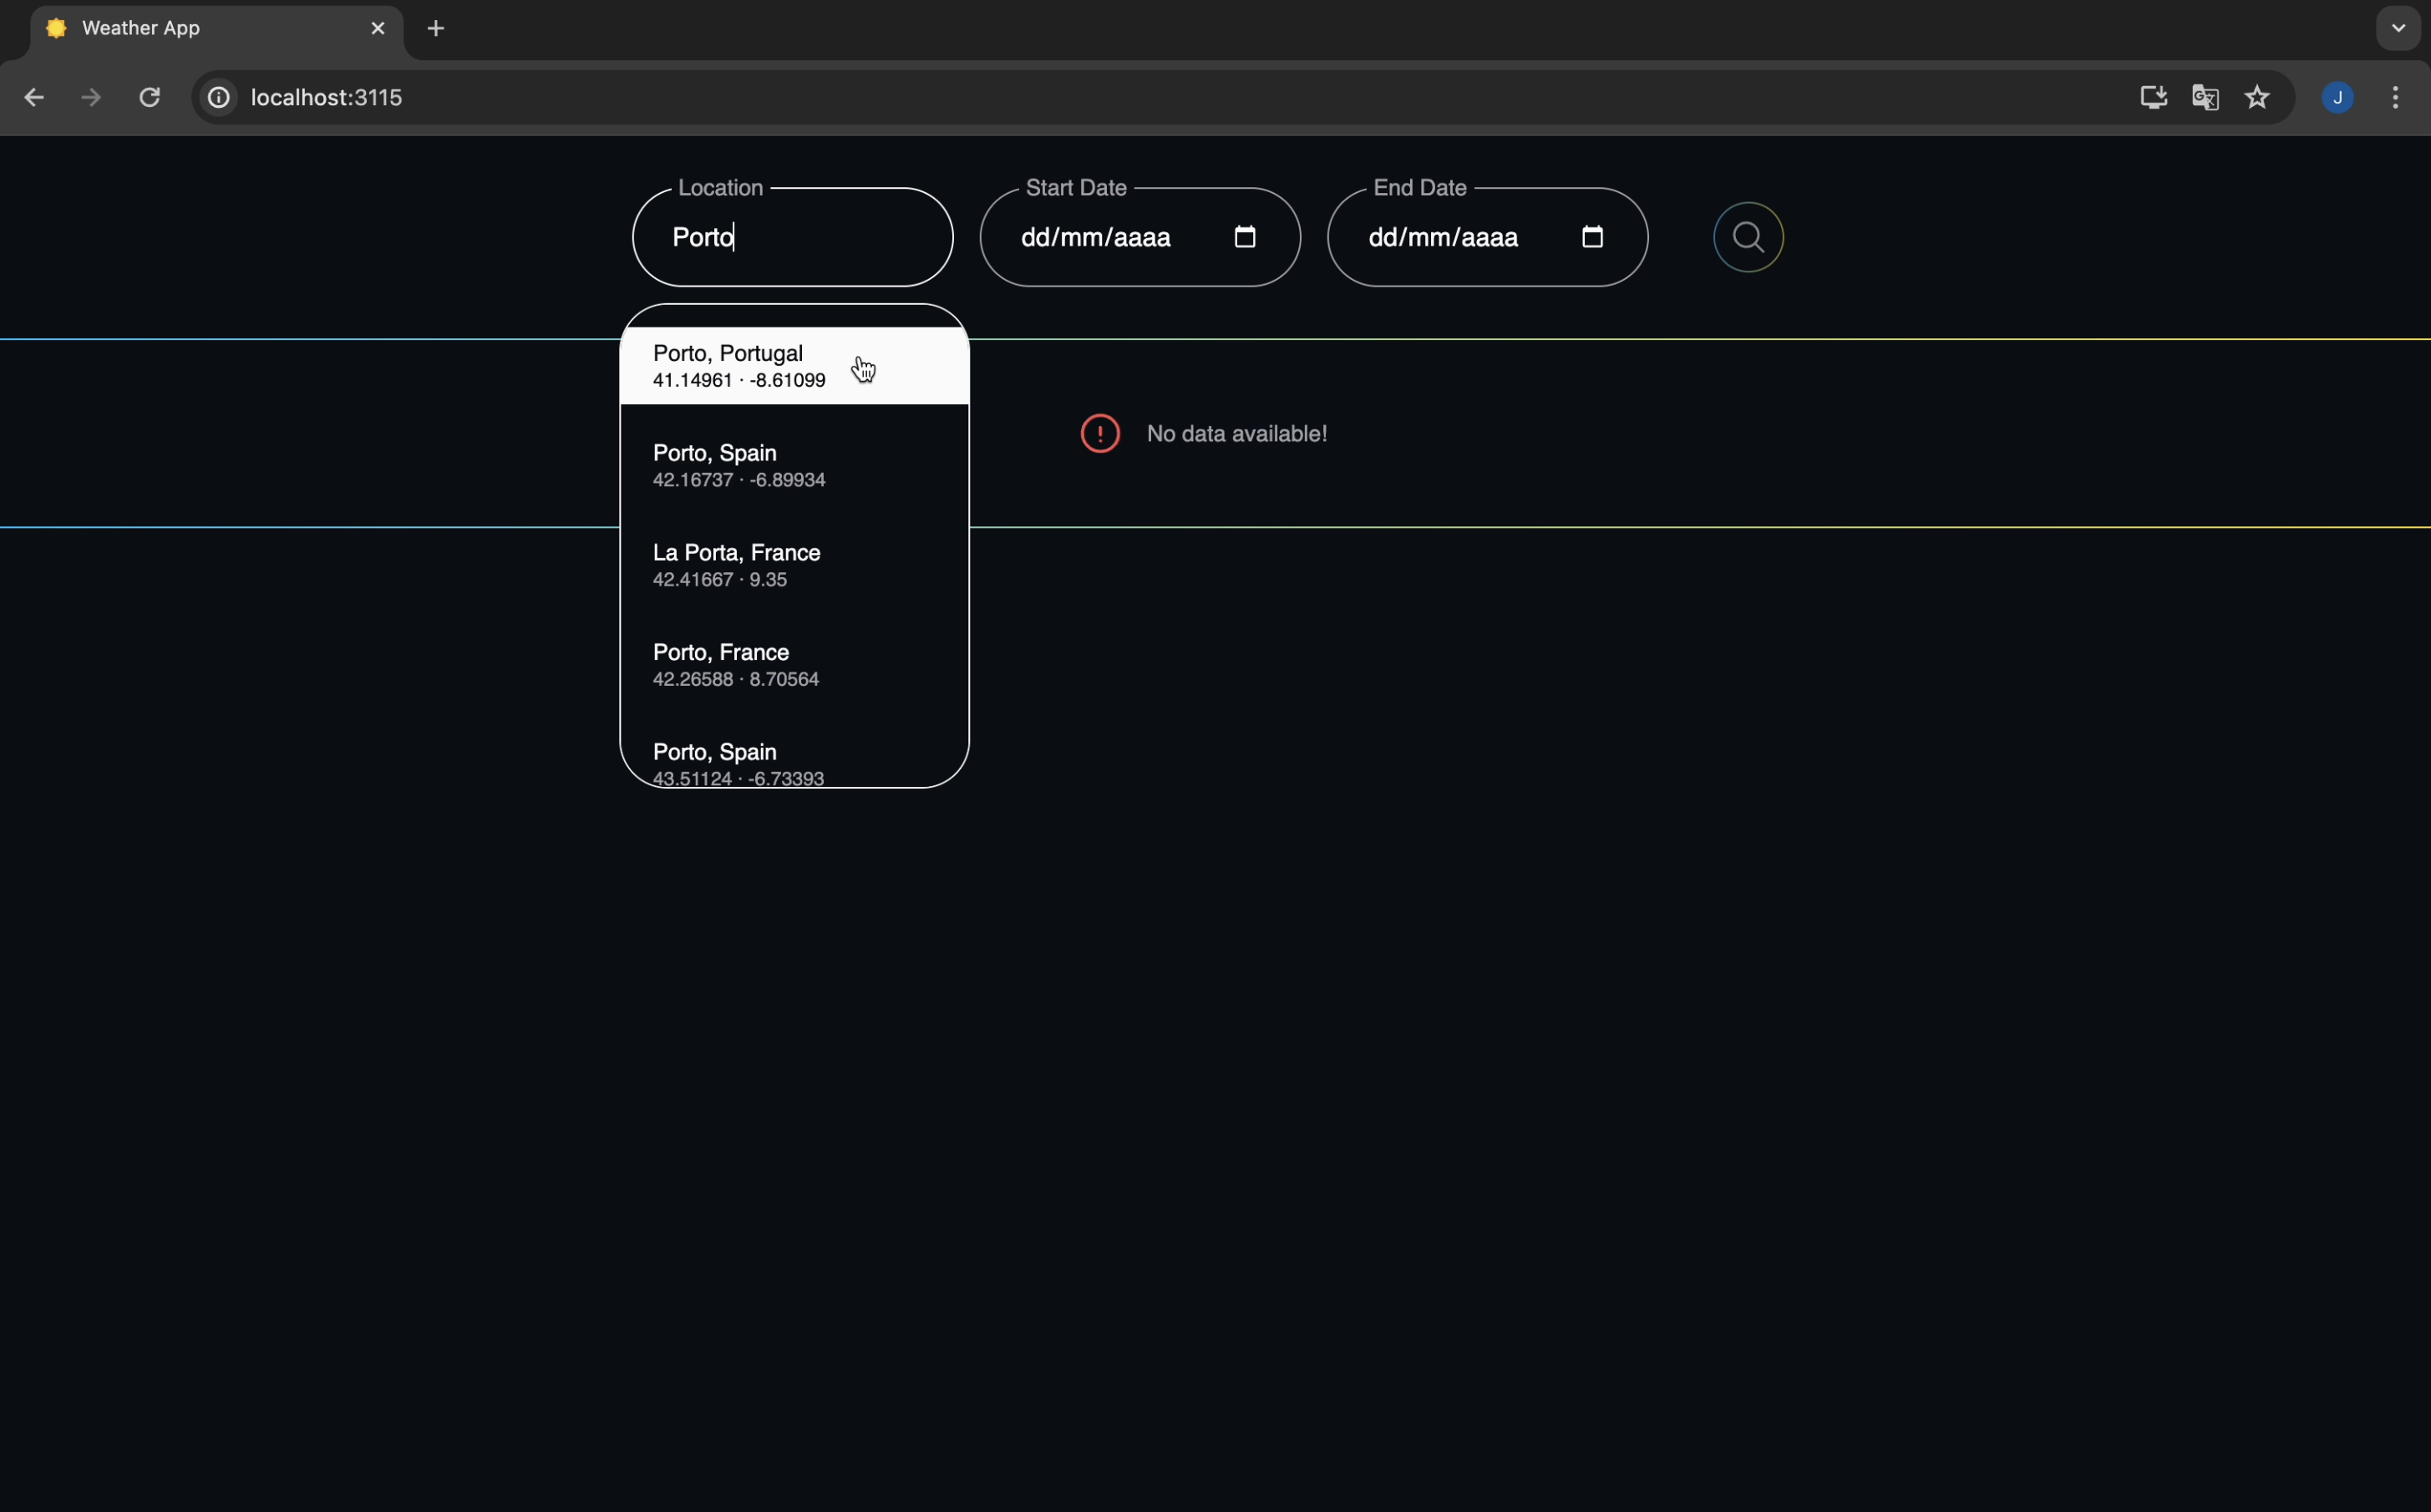 Weather App
localhost:3115
J
Location
Start Date
End Date
Porto
dd/mm/aaaa
dd/mm/aaaa
Porto, Portugal
41.14961 · -8.61099
No data available!
Porto, Spain
42.16737 · -6.89934
La Porta, France
42.41667 · 9.35
Porto, France
42.26588 · 8.70564
Porto, Spain
43.51124 · -6.73393